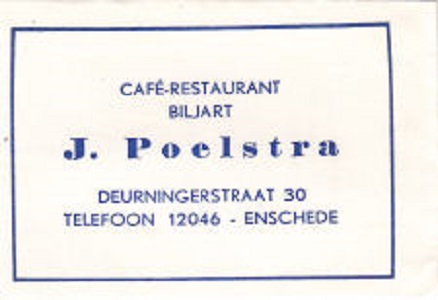 CAFÉ-RESTAURANT
BILJART
J. Poelstra
DEURNINGERSTRAAT 30
TELEFOON 12046 - ENSCHEDE